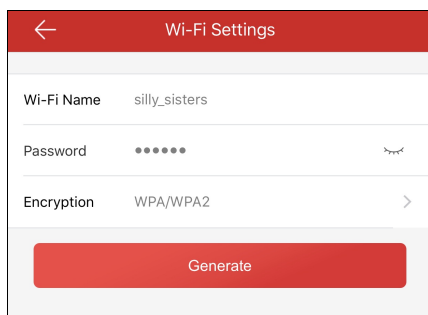 Wi-Fi Settings
Wi-Fi Name silly_sisters
Password ●●●●●●
Encryption WPA/WPA2
Generate